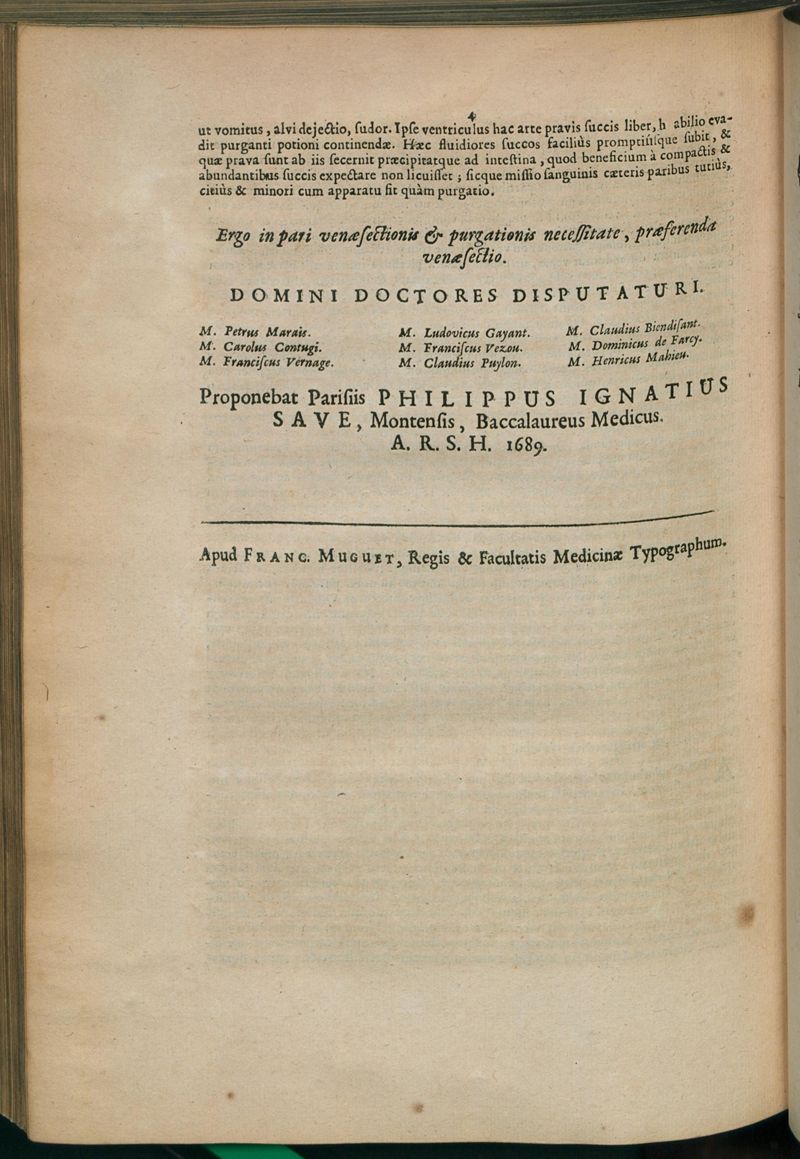 4
ut vomitus, alvi dejectio, ſudor. Ipſe ventriculus hac arte pravis ſuccis liber, h abilio eva-
dit purganti potioni continendæ. Hæc fluidiores ſuccos faciliùs promptiúſque ſubit, &
quæ prava ſunt ab iis ſecernit præcipitatque ad inteſtina, quod beneficium à compactis &
abundantibus ſuccis expectare non licuiſſet; ſicque miſſio ſanguinis cæteris paribus tutiùs,
citiùs & minori cum apparatu fit quàm purgatio.
Ergo in pari venæſectionis & purgationis neceſſitate, præferenda
venæſectio.
DOMINI DOCTORES DISPUTATURI.
M. Petrus Marais. M. Ludovicus Gayant. M. Claudius Biendiſant.
M. Carolus Contugi. M. Franciſcus Vezou. M. Dominicus de Farcy.
M. Franciſcus Vernage. M. Claudius Puylon. M. Henricus Mahieu.
Proponebat Pariſiis PHILIPPUS IGNATIUS
SAVE, Montenſis, Baccalaureus Medicus.
A. R. S. H. 1689.
Apud FRANC. MUGUET, Regis & Facultatis Medicinæ Typographum.